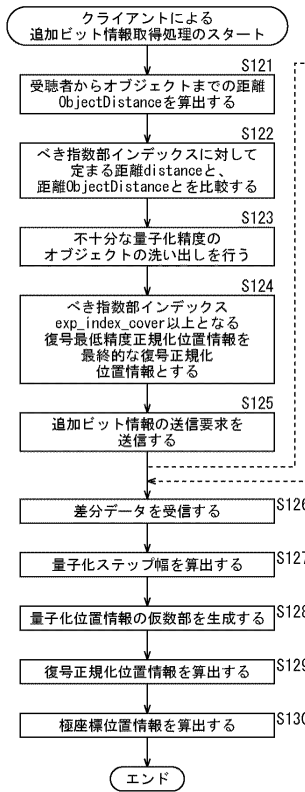 クライアントによる
追加ビット情報取得処理のスタート
S121
受聴者からオブジェクトまでの距離
ObjectDistanceを算出する
S122
べき指数部インデックスに対して
定まる距離distanceと、
距離ObjectDistanceとを比較する
S123
不十分な量子化精度の
オブジェクトの洗い出しを行う
S124
べき指数部インデックス
exp_index_cover以上となる
復号最低精度正規化位置情報を
最終的な復号正規化
位置情報とする
S125
追加ビット情報の送信要求を
送信する
S126
差分データを受信する
S127
量子化ステップ幅を算出する
S128
量子化位置情報の仮数部を生成する
S129
復号正規化位置情報を算出する
S130
極座標位置情報を算出する
エンド